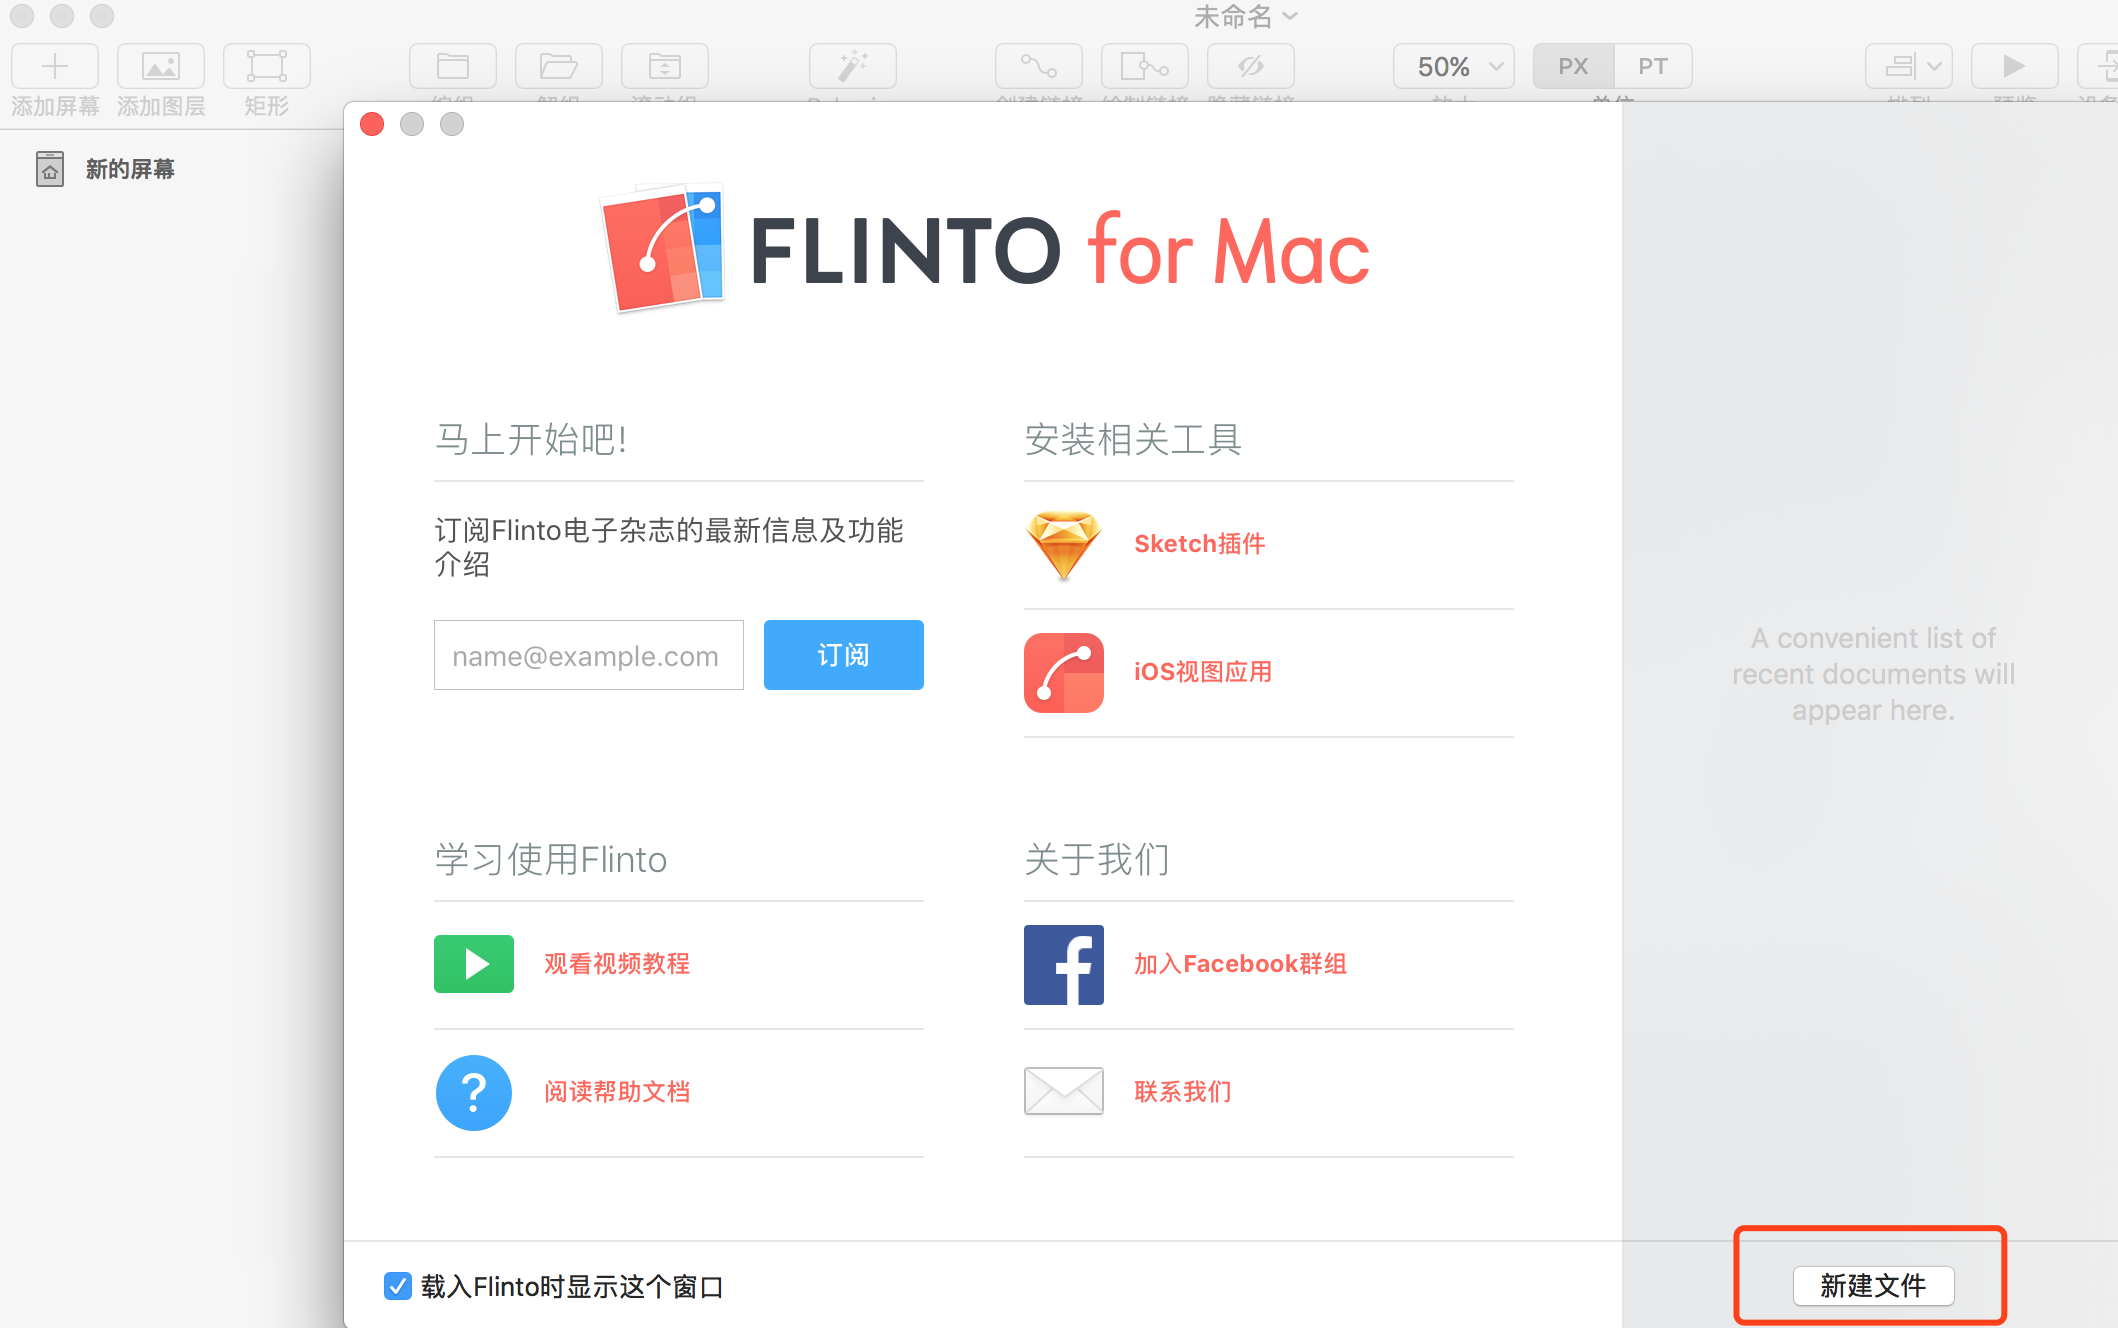 未命名
50%
PX
PT
添加屏幕
添加图层
矩形
新的屏幕
FLINTO for Mac
马上开始吧!
订阅Flinto电子杂志的最新信息及功能
介绍
name@example.com
订阅
安装相关工具
Sketch插件
iOS视图应用
A convenient list of
recent documents will
appear here.
学习使用Flinto
观看视频教程
阅读帮助文档
关于我们
加入Facebook群组
联系我们
载入Flinto时显示这个窗口
新建文件